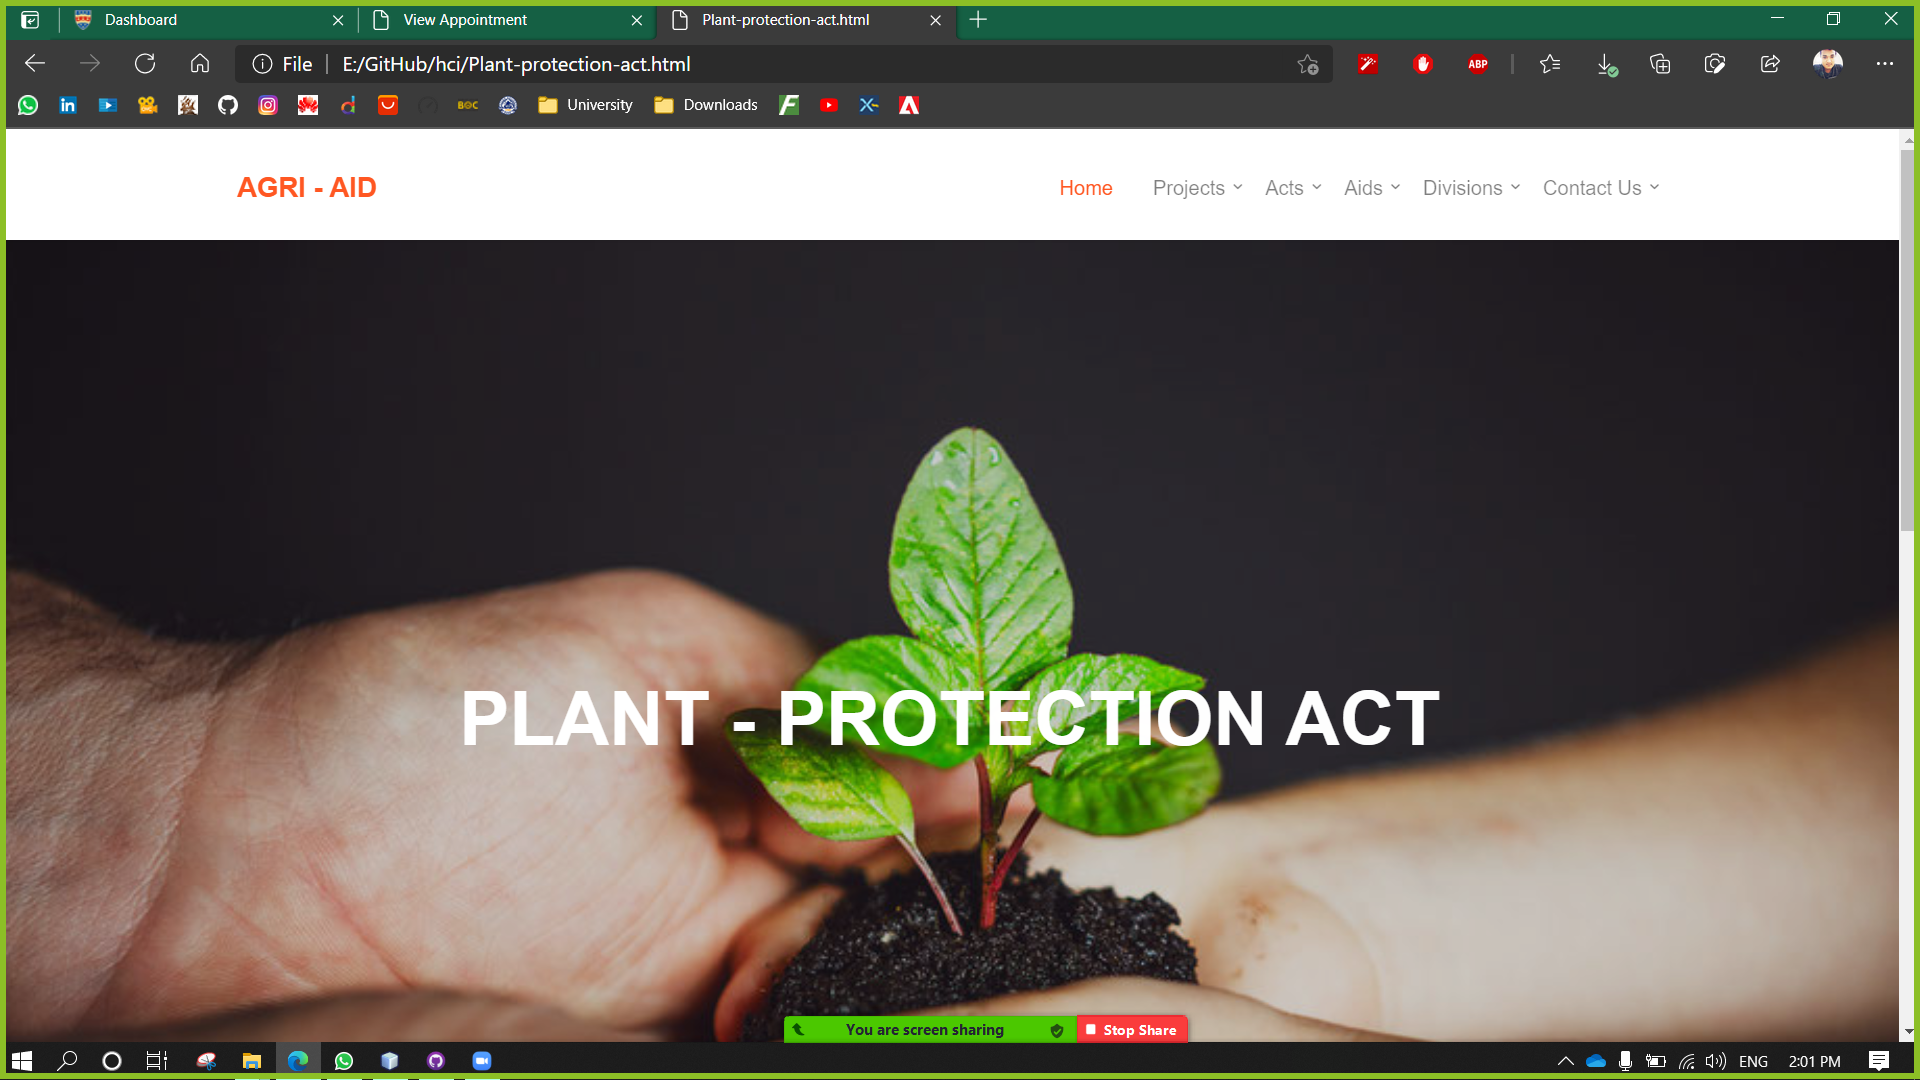 Dashboard
View Appointment
Plant-protection-act.html
File
E:/GitHub/hci/Plant-protection-act.html
ABP
BOC
University
Downloads
AGRI - AID
Home
Projects
Acts
Aids
Divisions
Contact Us
PLANT - PROTECTION ACT
You are screen sharing
Stop Share
ENG
2:01 PM